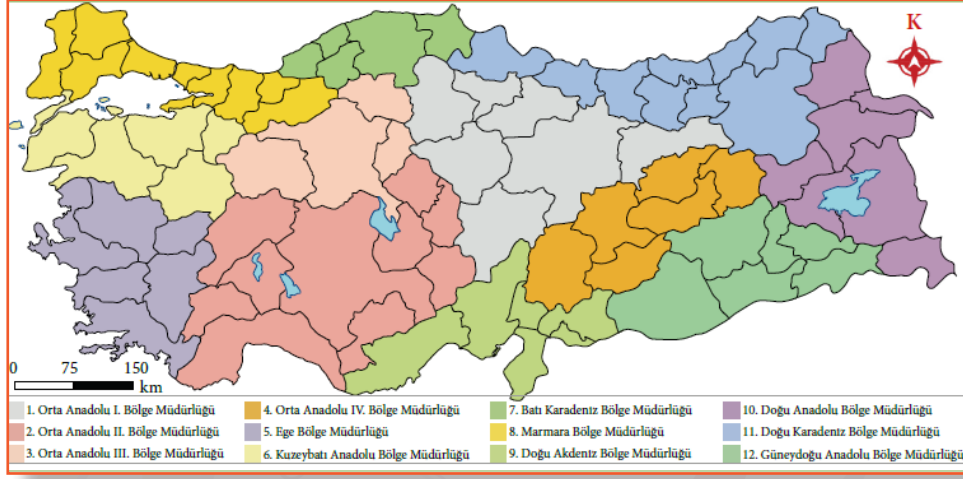 K
0 75 150
km
1. Orta Anadolu I. Bölge Müdürlüğü
2. Orta Anadolu II. Bölge Müdürlüğü
3. Orta Anadolu III. Bölge Müdürlüğü
4. Orta Anadolu IV. Bölge Müdürlüğü
5. Ege Bölge Müdürlüğü
6. Kuzeybatı Anadolu Bölge Müdürlüğü
7. Batı Karadeniz Bölge Müdürlüğü
8. Marmara Bölge Müdürlüğü
9. Doğu Akdeniz Bölge Müdürlüğü
10. Doğu Anadolu Bölge Müdürlüğü
11. Doğu Karadeniz Bölge Müdürlüğü
12. Güneydoğu Anadolu Bölge Müdürlüğü